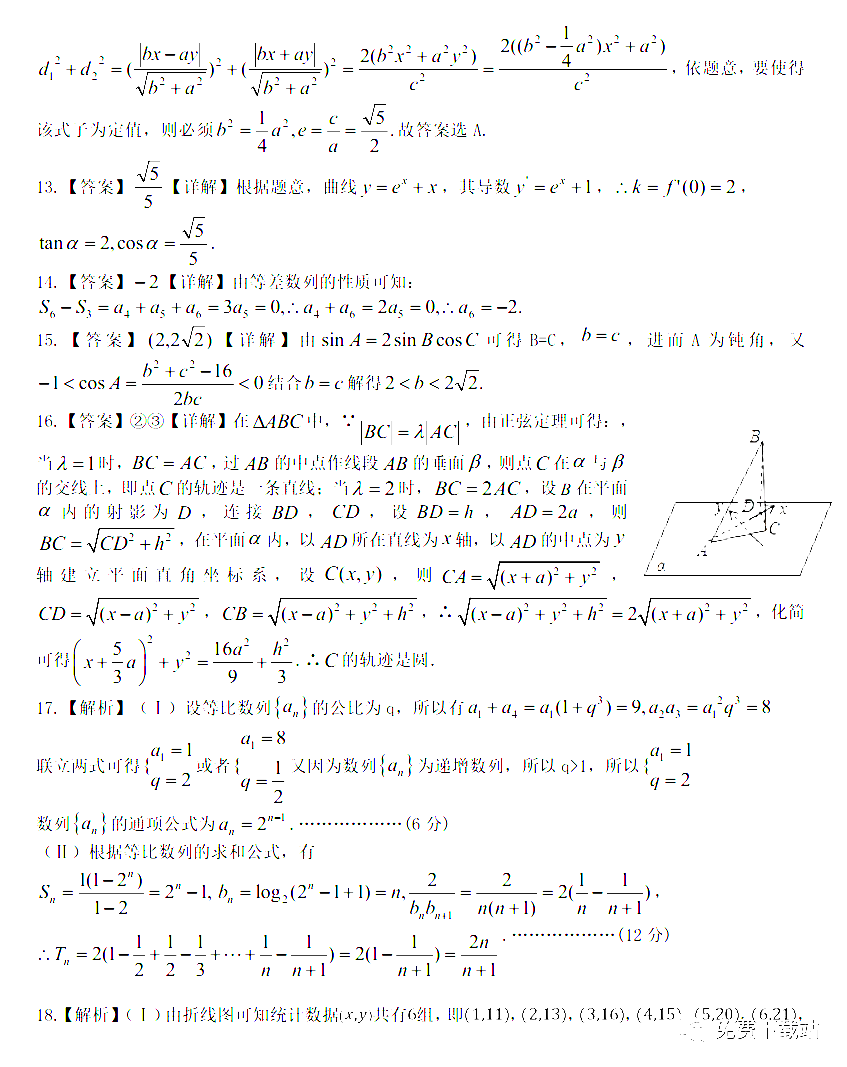 $d_1^2 + d_2^2 = (\frac{|bx-ay|}{\sqrt{b^2+a^2}})^2 + (\frac{|bx+ay|}{\sqrt{b^2+a^2}})^2 = \frac{2(b^2x^2+a^2y^2)}{c^2} = \frac{2((b^2-\frac{1}{4}a^2)x^2+a^2)}{c^2}$,依题意,要使得
该式子为定值,则必须$b^2=\frac{1}{4}a^2, e=\frac{c}{a}=\frac{\sqrt{5}}{2}$.故答案选 A.
13.【答案】$\frac{\sqrt{5}}{5}$【详解】根据题意,曲线$y=e^x+x$,其导数$y'=e^x+1$,∴$k=f'(0)=2$,
$\tan\alpha=2,\cos\alpha=\frac{\sqrt{5}}{5}$.
14.【答案】$-2$【详解】由等差数列的性质可知:
$S_6-S_3=a_4+a_5+a_6=3a_5=0,∴a_4+a_6=2a_5=0,∴a_6=-2.$
15.【答案】$(2,2\sqrt{2})$【详解】由$\sin A=2\sin B\cos C$可得 B=C,$b=c$,进而 A 为钝角,又
$-1<\cos A=\frac{b^2+c^2-16}{2bc}<0$结合$b=c$解得$2<b<2\sqrt{2}.$
16.【答案】②③【详解】在$\Delta ABC$中,∵$|BC|=\lambda|AC|$,由正弦定理可得:,
当$\lambda=1$时,$BC=AC$,过$AB$的中点作线段$AB$的垂面$\beta$,则点$C$在$\alpha$与$\beta$
的交线上,即点$C$的轨迹是一条直线;当$\lambda=2$时,$BC=2AC$,设$B$在平面
$\alpha$内的射影为$D$,连接$BD$,$CD$,设$BD=h$,$AD=2a$,则
$BC=\sqrt{CD^2+h^2}$,在平面$\alpha$内,以$AD$所在直线为$x$轴,以$AD$的中点为$y$
轴建立平面直角坐标系,设$C(x,y)$,则$CA=\sqrt{(x+a)^2+y^2}$,
$CD=\sqrt{(x-a)^2+y^2}$,$CB=\sqrt{(x-a)^2+y^2+h^2}$,∴$\sqrt{(x-a)^2+y^2+h^2}=2\sqrt{(x+a)^2+y^2}$,化简
可得$\left(x+\frac{5}{3}a\right)^2+y^2=\frac{16a^2}{9}+\frac{h^2}{3}$.∴$C$的轨迹是圆.
B
y D x
A C
α
17.【解析】(Ⅰ)设等比数列$\{a_n\}$的公比为 q,所以有$a_1+a_4=a_1(1+q^3)=9,a_2a_3=a_1^2q^3=8$
联立两式可得{$a_1=1$ $q=2$或者{$a_1=8$ $q=\frac{1}{2}$又因为数列$\{a_n\}$为递增数列,所以 q>1,所以{$a_1=1$ $q=2$
数列$\{a_n\}$的通项公式为$a_n=2^{n-1}$.………………(6 分)
(Ⅱ)根据等比数列的求和公式,有
$S_n=\frac{1(1-2^n)}{1-2}=2^n-1, b_n=\log_2(2^n-1+1)=n, \frac{2}{b_nb_{n+1}}=\frac{2}{n(n+1)}=2(\frac{1}{n}-\frac{1}{n+1})$,
∴$T_n=2(1-\frac{1}{2}+\frac{1}{2}-\frac{1}{3}+\cdots+\frac{1}{n}-\frac{1}{n+1})=2(1-\frac{1}{n+1})=\frac{2n}{n+1}$.………………(12 分)
18.【解析】(Ⅰ)由折线图可知统计数据(x,y)共有6组,即(1,11),(2,13),(3,16),(4,15),(5,20),(6,21),
免费下载站